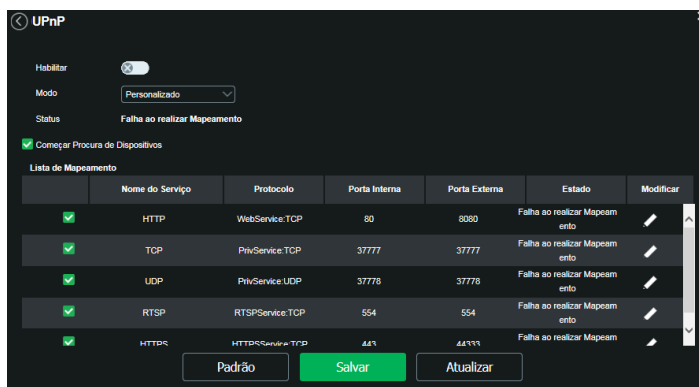 UPnP
Habilitar
Modo Personalizado
Status Falha ao realizar Mapeamento
Começar Procura de Dispositivos
Lista de Mapeamento
Nome do Serviço Protocolo Porta Interna Porta Externa Estado Modificar
HTTP WebService:TCP 80 8080 Falha ao realizar Mapeam
ento
TCP PrivService:TCP 37777 37777 Falha ao realizar Mapeam
ento
UDP PrivService:UDP 37778 37778 Falha ao realizar Mapeam
ento
RTSP RTSPService:TCP 554 554 Falha ao realizar Mapeam
ento
HTTPS HTTPSService:TCP 443 44333 Falha ao realizar Mapeam
Padrão Salvar Atualizar